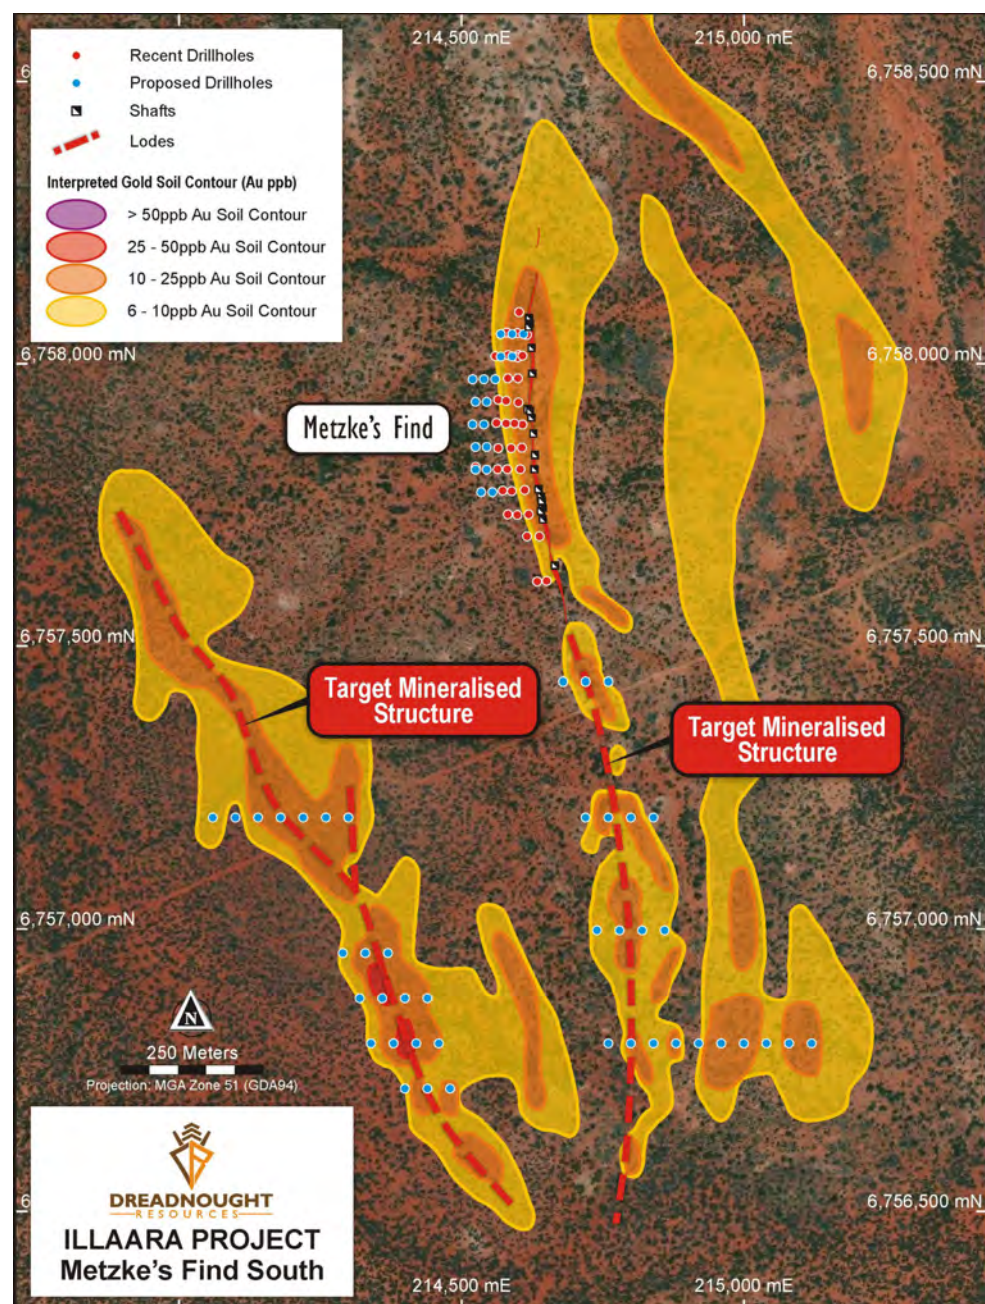 214,500 mE
215,000 mE
6,758,500 mN
Recent Drillholes
Proposed Drillholes
Shafts
Lodes
Interpreted Gold Soil Contour (Au ppb)
> 50ppb Au Soil Contour
25 - 50ppb Au Soil Contour
10 - 25ppb Au Soil Contour
6 - 10ppb Au Soil Contour
6,758,000 mN
6,758,000 mN
Metzke's Find
6,757,500 mN
6,757,500 mN
Target Mineralised
Structure
Target Mineralised
Structure
6,757,000 mN
6,757,000 mN
N
250 Meters
Projection: MGA Zone 51 (GDA94)
DREADNOUGHT
RESOURCES
ILLAARA PROJECT
Metzke's Find South
6,756,500 mN
214,500 mE
215,000 mE